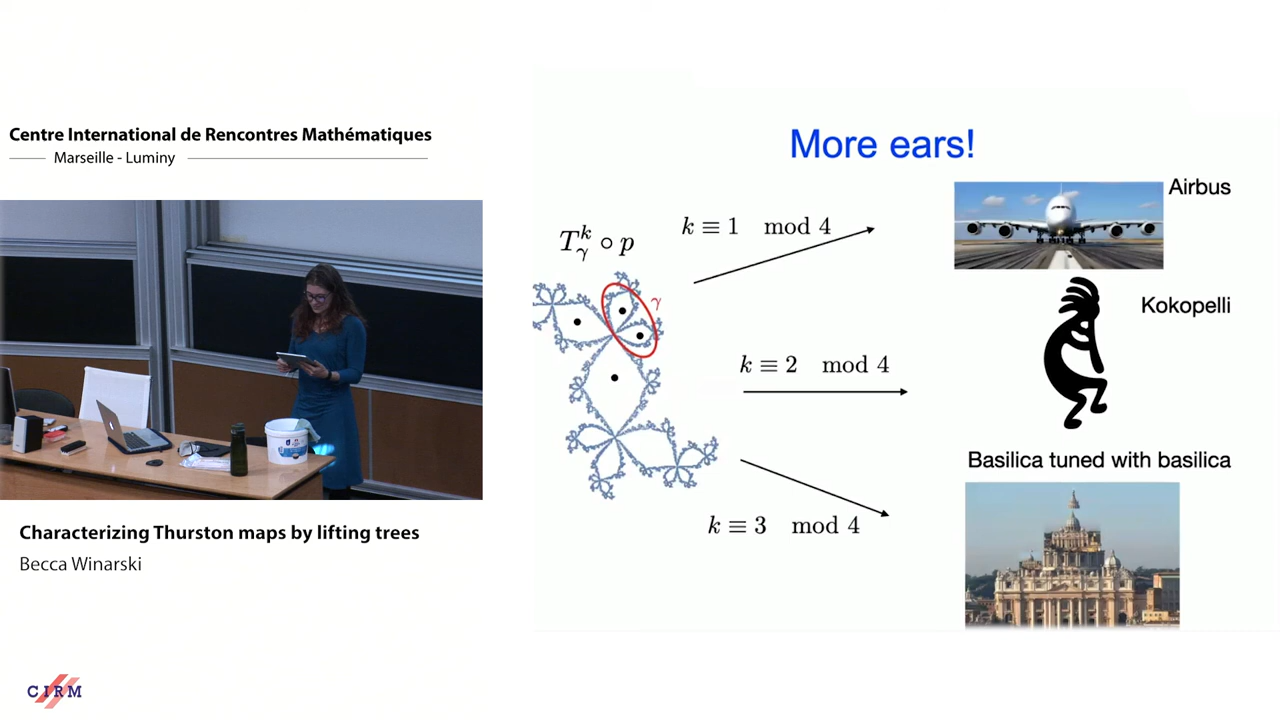 Centre International de Rencontres Mathématiques
Marseille - Luminy
Characterizing Thurston maps by lifting trees
Becca Winarski
CIRM
More ears!
T_γ^k ∘ p
γ
k ≡ 1 mod 4
Airbus
k ≡ 2 mod 4
Kokopelli
k ≡ 3 mod 4
Basilica tuned with basilica